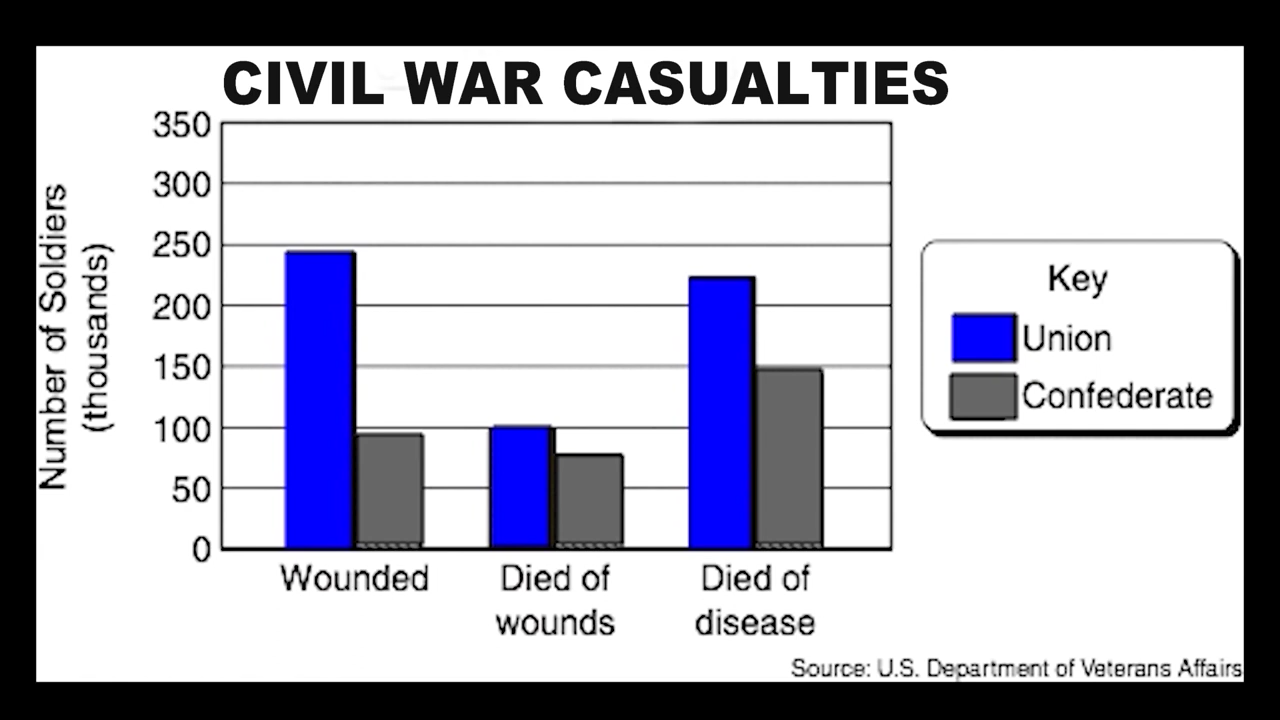 CIVIL WAR CASUALTIES
Number of Soldiers
(thousands)
350
300
250
200
150
100
50
0
Wounded
Died of
wounds
Died of
disease
Key
Union
Confederate
Source: U.S. Department of Veterans Affairs